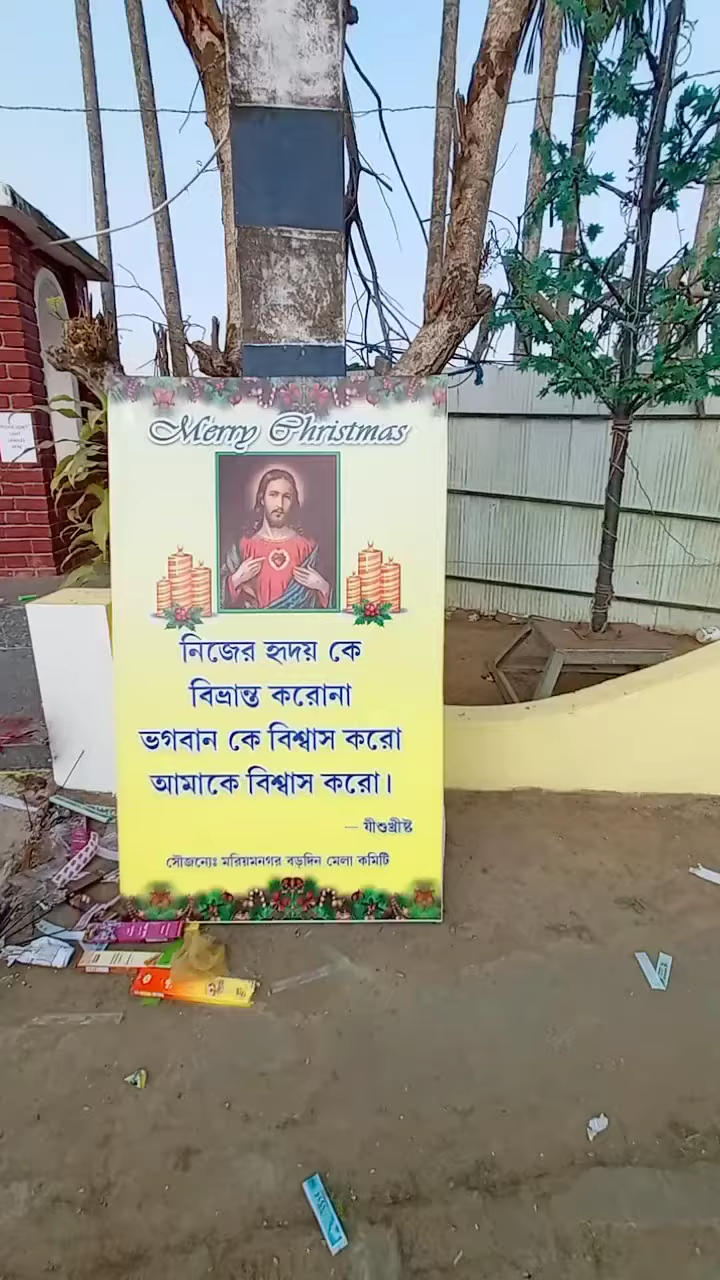 Merry Christmas
নিজের হৃদয় কে
বিভ্রান্ত করোনা
ভগবান কে বিশ্বাস করো
আমাকে বিশ্বাস করো।
— যীশুখ্রীষ্ট
সৌজন্যেঃ মরিয়মনগর বড়দিন মেলা কমিটি